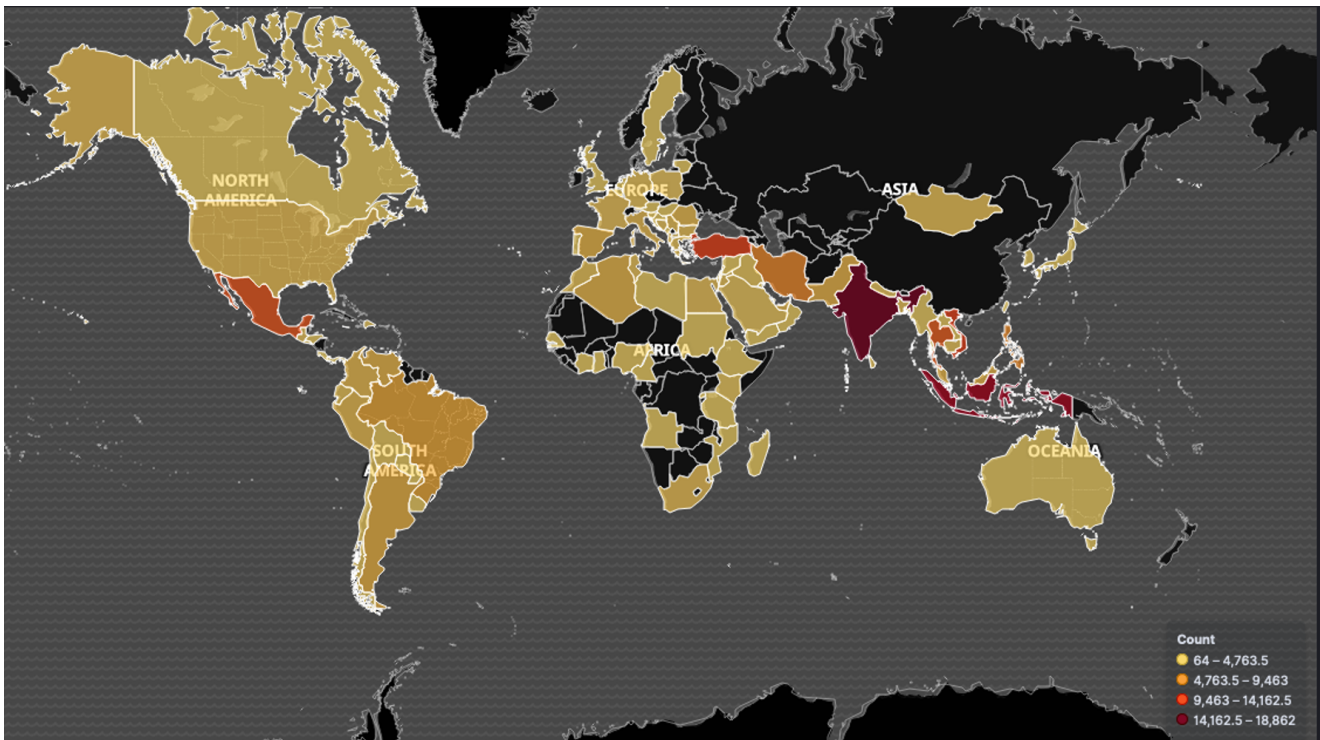 NORTH
AMERICA
EUROPE
ASIA
AFRICA
SOUTH
AMERICA
OCEANIA
Count
64 – 4,763.5
4,763.5 – 9,463
9,463 – 14,162.5
14,162.5 – 18,862